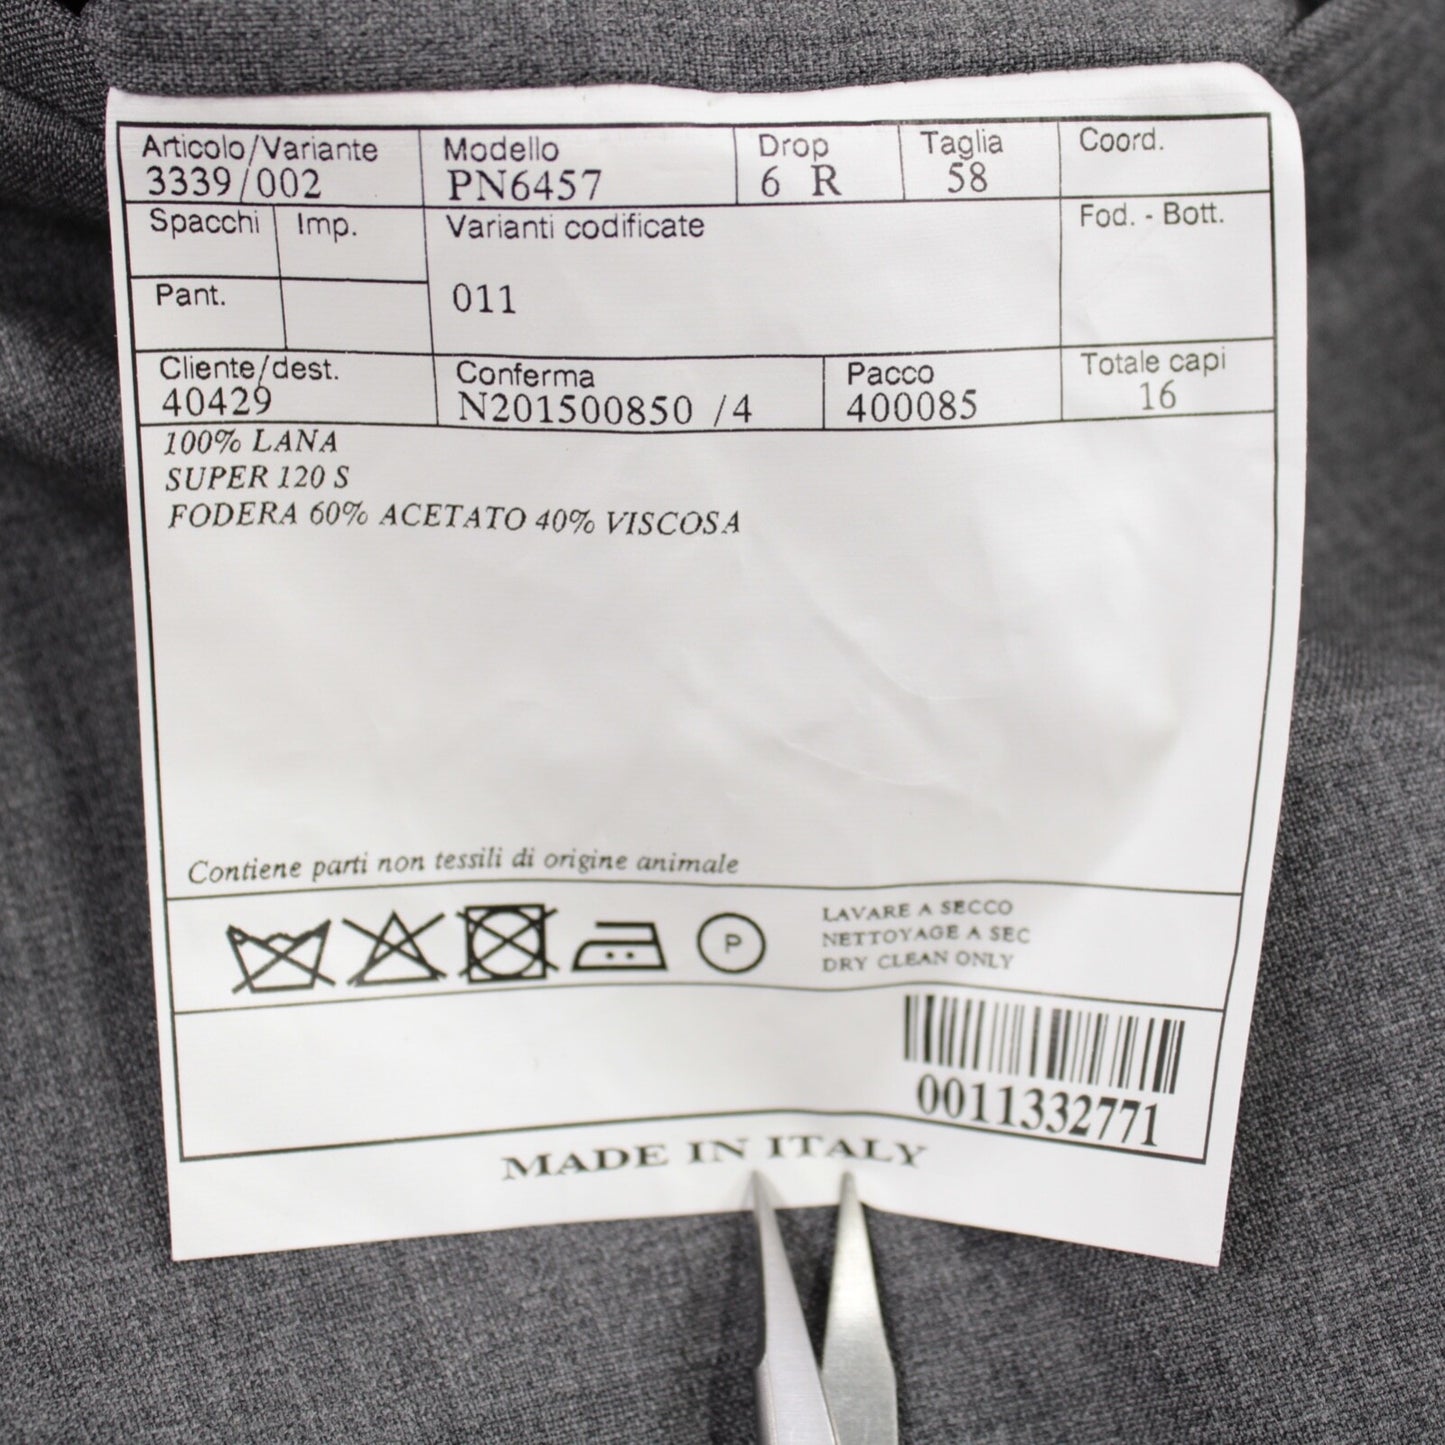 Articolo/Variante Modello Drop Taglia Coord.
3339/002 PN6457 6 R 58
Spacchi Imp. Varianti codificate Fod. - Bott.
Pant. 011
Cliente/dest. Conferma Pacco Totale capi
40429 N201500850 /4 400085 16
100% LANA
SUPER 120 S
FODERA 60% ACETATO 40% VISCOSA
Contiene parti non tessili di origine animale
P
LAVARE A SECCO
NETTOYAGE A SEC
DRY CLEAN ONLY
0011332771
MADE IN ITALY